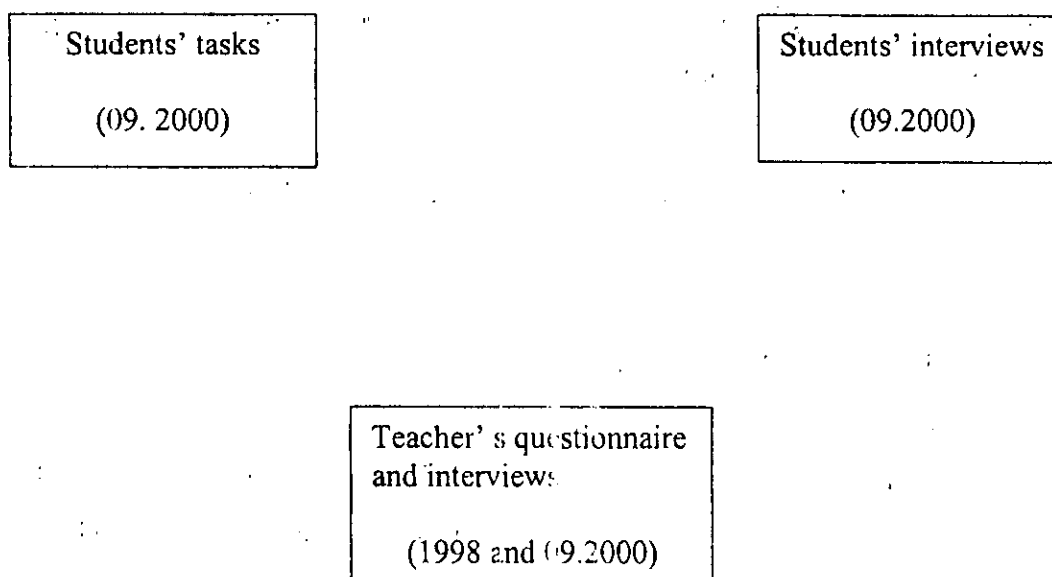 Students' tasks
(09. 2000)
Students' interviews
(09.2000)
Teacher' s questionnaire
and interviews
(1998 and 09.2000)